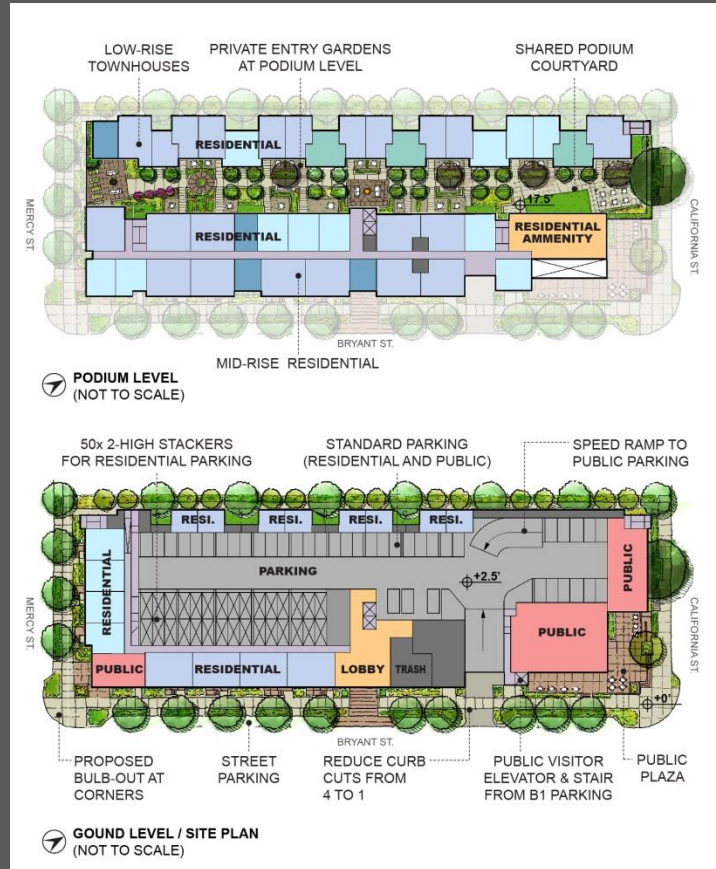 LOW-RISE
TOWNHOUSES
PRIVATE ENTRY GARDENS
AT PODIUM LEVEL
SHARED PODIUM
COURTYARD
RESIDENTIAL
MERCY ST.
17.5'
CALIFORNIA ST.
RESIDENTIAL
RESIDENTIAL
AMMENITY
BRYANT ST.
MID-RISE RESIDENTIAL
PODIUM LEVEL
(NOT TO SCALE)
50x 2-HIGH STACKERS
FOR RESIDENTIAL PARKING
STANDARD PARKING
(RESIDENTIAL AND PUBLIC)
SPEED RAMP TO
PUBLIC PARKING
RESI.
RESI.
RESI.
RESI.
MERCY ST.
RESIDENTIAL
PARKING
+2.5'
PUBLIC
CALIFORNIA ST.
PUBLIC
PUBLIC
RESIDENTIAL
LOBBY
TRASH
+0'
BRYANT ST.
PROPOSED
BULB-OUT AT
CORNERS
STREET
PARKING
REDUCE CURB
CUTS FROM
4 TO 1
PUBLIC VISITOR
ELEVATOR & STAIR
FROM B1 PARKING
PUBLIC
PLAZA
GOUND LEVEL / SITE PLAN
(NOT TO SCALE)